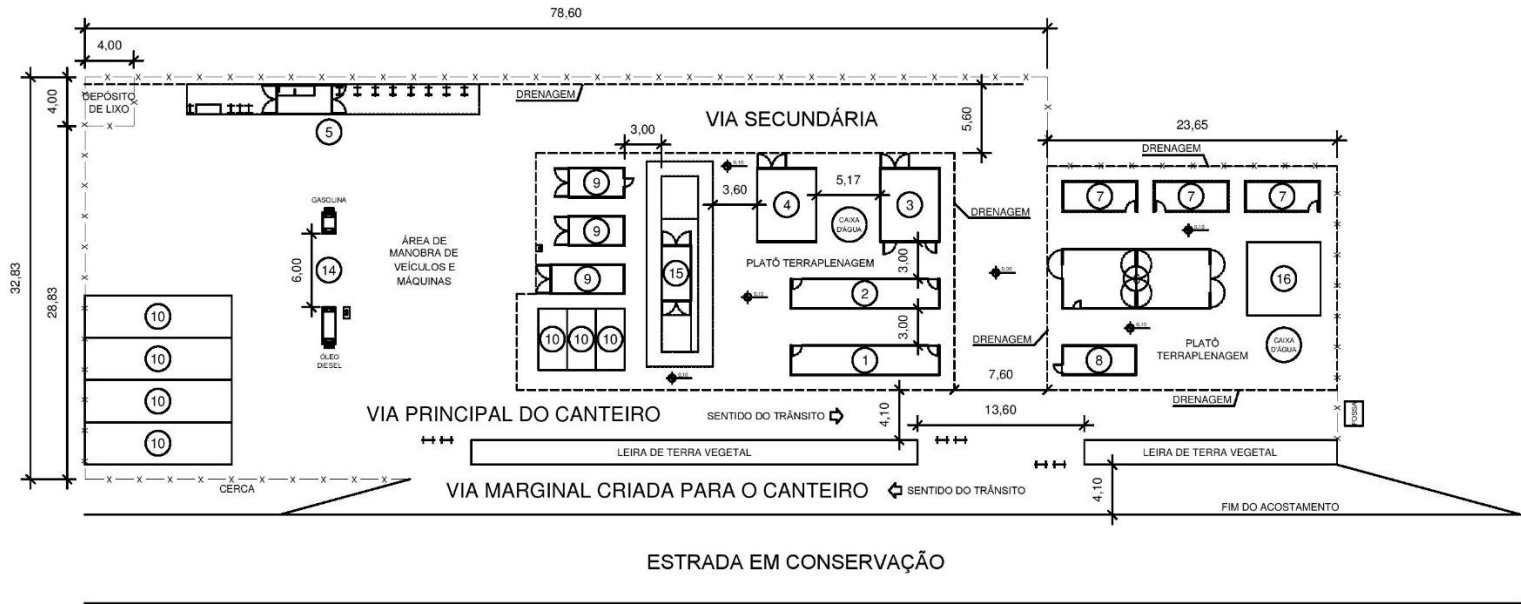 78,60
4,00
4,00
DEPÓSITO
DE LIXO
32,83
28,83
5
DRENAGEM
VIA SECUNDÁRIA
5,60
23,65
DRENAGEM
3,00
9
9
9
0,10
3,60
4
5,17
3
CAIXA
D'ÁGUA
DRENAGEM
7
7
7
0,10
GASOLINA
6,00
14
ÁREA DE
MANOBRA DE
VEÍCULOS E
MÁQUINAS
15
PLATÔ TERRAPLENAGEM
3,00
2
3,00
1
16
CAIXA
D'ÁGUA
0,10
PLATÔ
TERRAPLENAGEM
8
DRENAGEM
ÓLEO
DIESEL
10
10
10
10
10
10
10
7,60
DRENAGEM
FOSSA
VIA PRINCIPAL DO CANTEIRO
SENTIDO DO TRÂNSITO
4,10
13,60
LEIRA DE TERRA VEGETAL
LEIRA DE TERRA VEGETAL
CERCA
VIA MARGINAL CRIADA PARA O CANTEIRO
SENTIDO DO TRÂNSITO
4,10
FIM DO ACOSTAMENTO
ESTRADA EM CONSERVAÇÃO